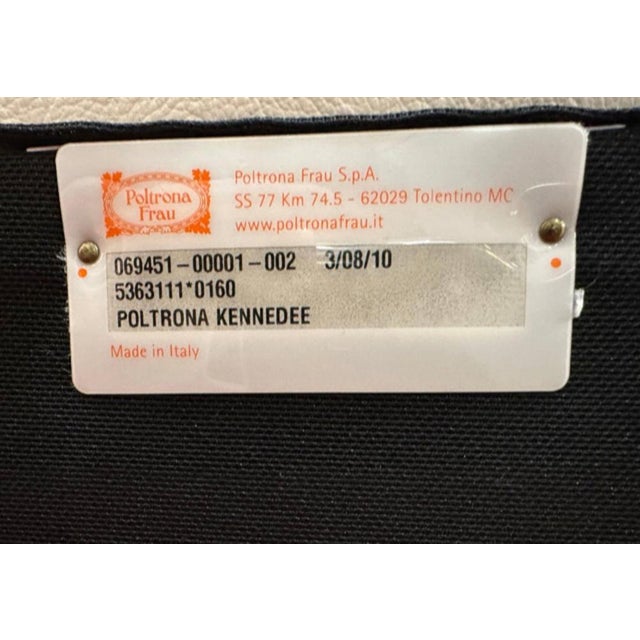 Poltrona
Frau
Poltrona Frau S.p.A.
SS 77 Km 74.5 - 62029 Tolentino MC
www.poltronafrau.it
069451-00001-002 3/08/10
5363111*0160
POLTRONA KENNEDEE
Made in Italy